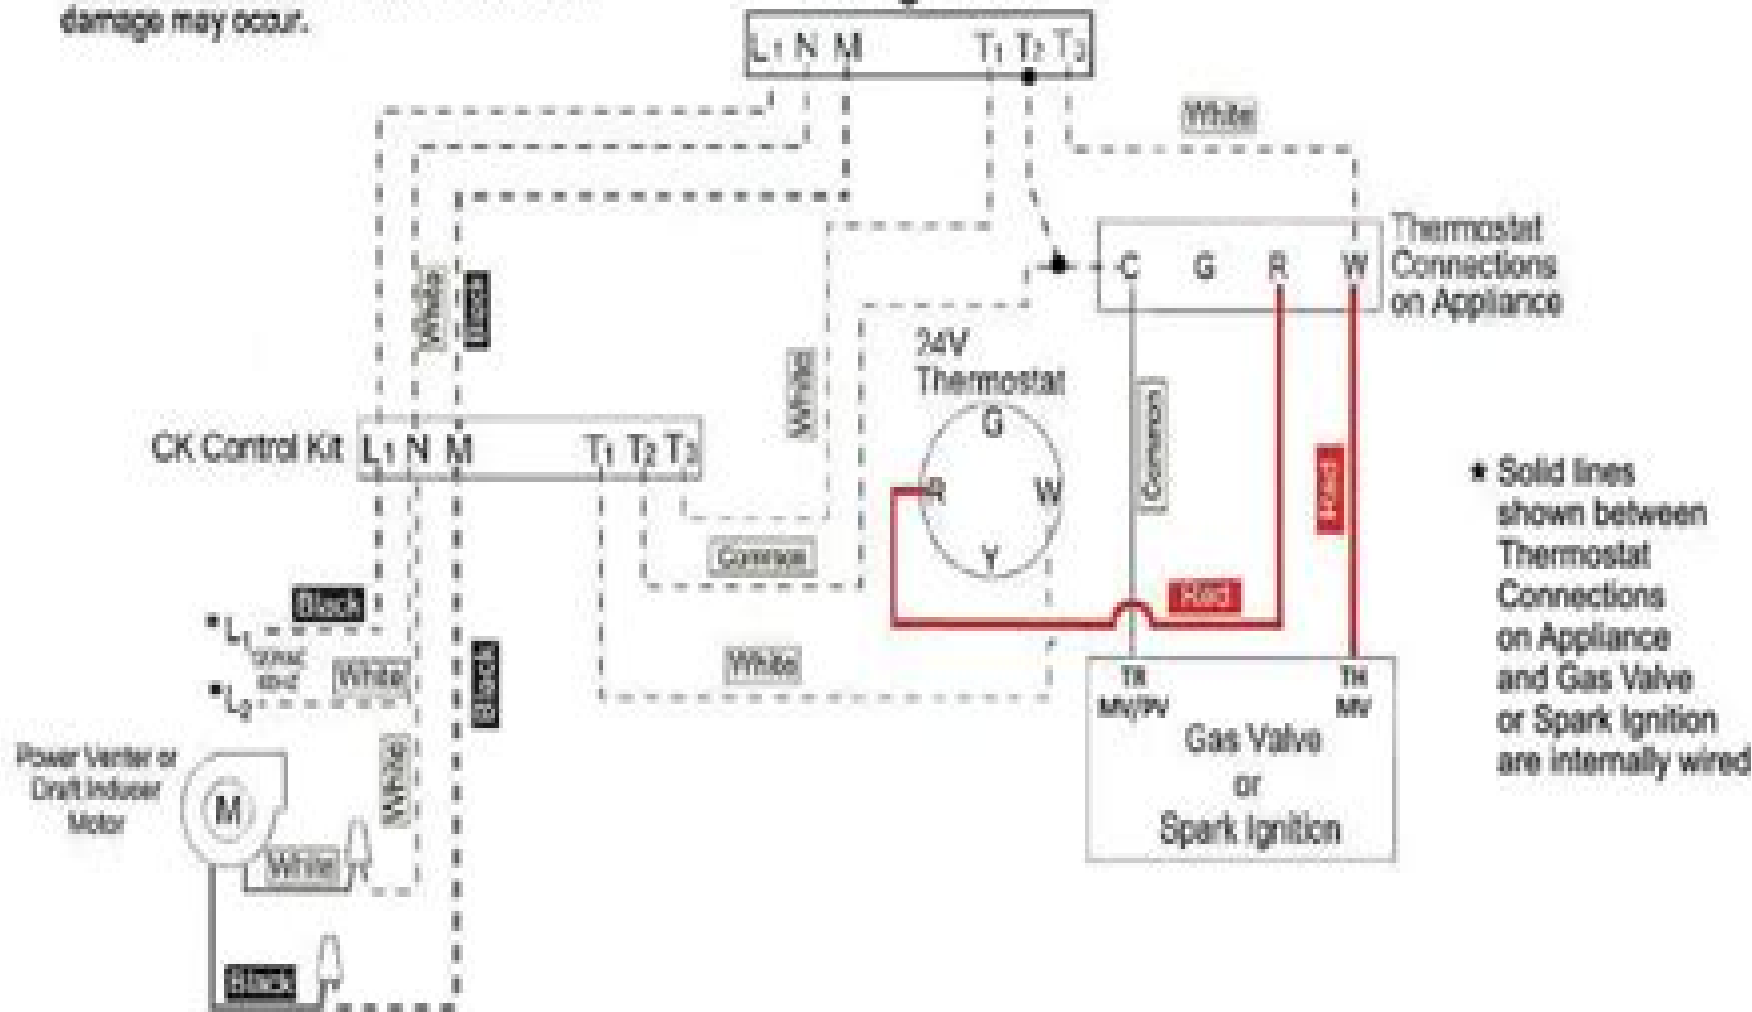 damage may occur.
L1 N M T1 T2 T3
White
Thermostat
Connections
on Appliance
C G R W
White
Black
White
24V
Thermostat
G
R W
Y
Common
Red
Red
CK Control Kit L1 N M T1 T2 T3
Common
* Solid lines
shown between
Thermostat
Connections
on Appliance
and Gas Valve
or Spark Ignition
are internally wired
Black
L1
White
L2
White
Black
White
Power Venter or
Draft Inducer
Motor
M
White
Black
TR
MV/PV
TH
MV
Gas Valve
or
Spark Ignition